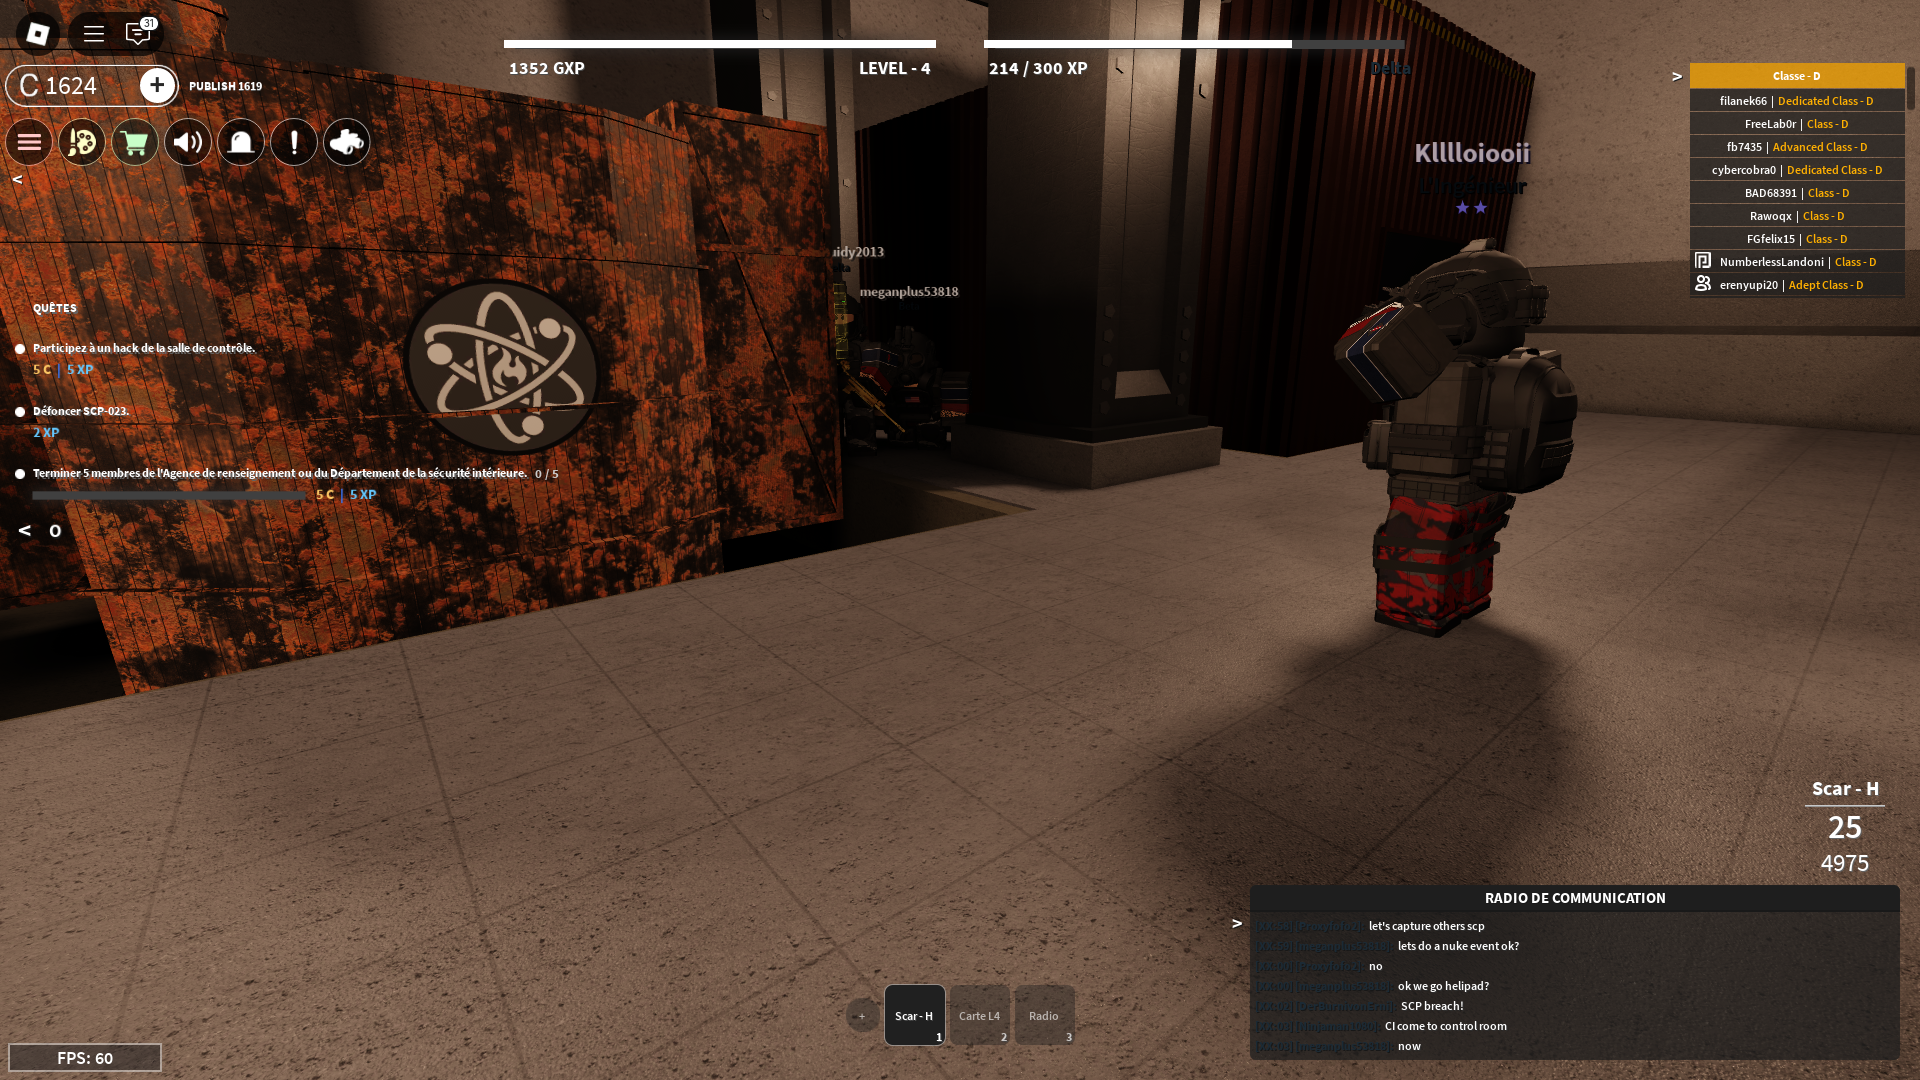 31
C 1624
+
PUBLISH 1619
1352 GXP
LEVEL - 4
214 / 300 XP
Delta
<
>
Classe - D
filanek66 | Dedicated Class - D
FreeLab0r | Class - D
fb7435 | Advanced Class - D
cybercobra0 | Dedicated Class - D
BAD68391 | Class - D
Rawoqx | Class - D
FGfelix15 | Class - D
NumberlessLandoni | Class - D
erenyupi20 | Adept Class - D
Klllloiooii
uidy2013
meganplus53818
QUÊTES
Participez à un hack de la salle de contrôle.
5 C | 5 XP
Défoncer SCP-023.
2 XP
Terminer 5 membres de l'Agence de renseignement ou du Département de la sécurité intérieure. 0 / 5
5 C | 5 XP
< O
Scar - H
25
4975
RADIO DE COMMUNICATION
>
let's capture others scp
lets do a nuke event ok?
no
ok we go helipad?
SCP breach!
CI come to control room
now
+
Scar - H
1
Carte L4
2
Radio
3
FPS: 60